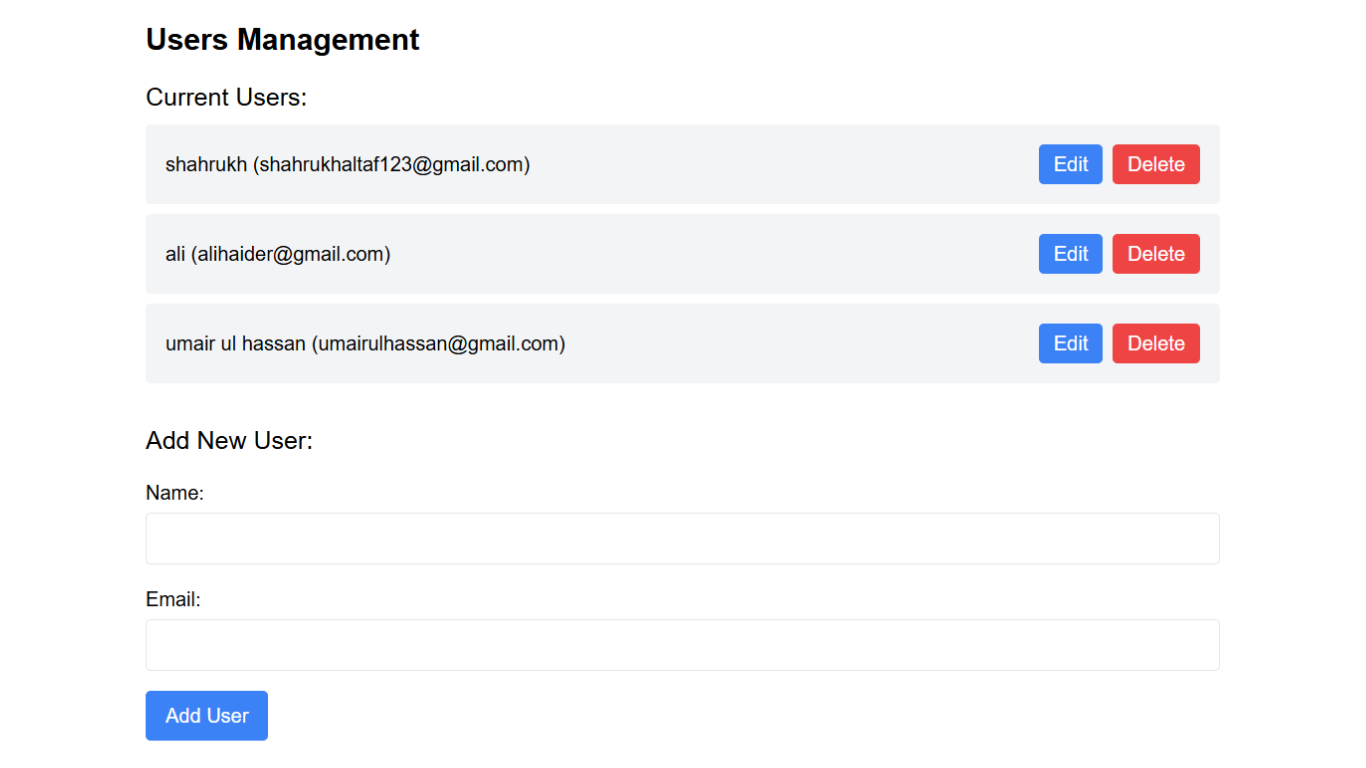 Users Management
Current Users:
shahrukh (shahrukhaltaf123@gmail.com) Edit Delete
ali (alihaider@gmail.com) Edit Delete
umair ul hassan (umairulhassan@gmail.com) Edit Delete
Add New User:
Name:
Email:
Add User